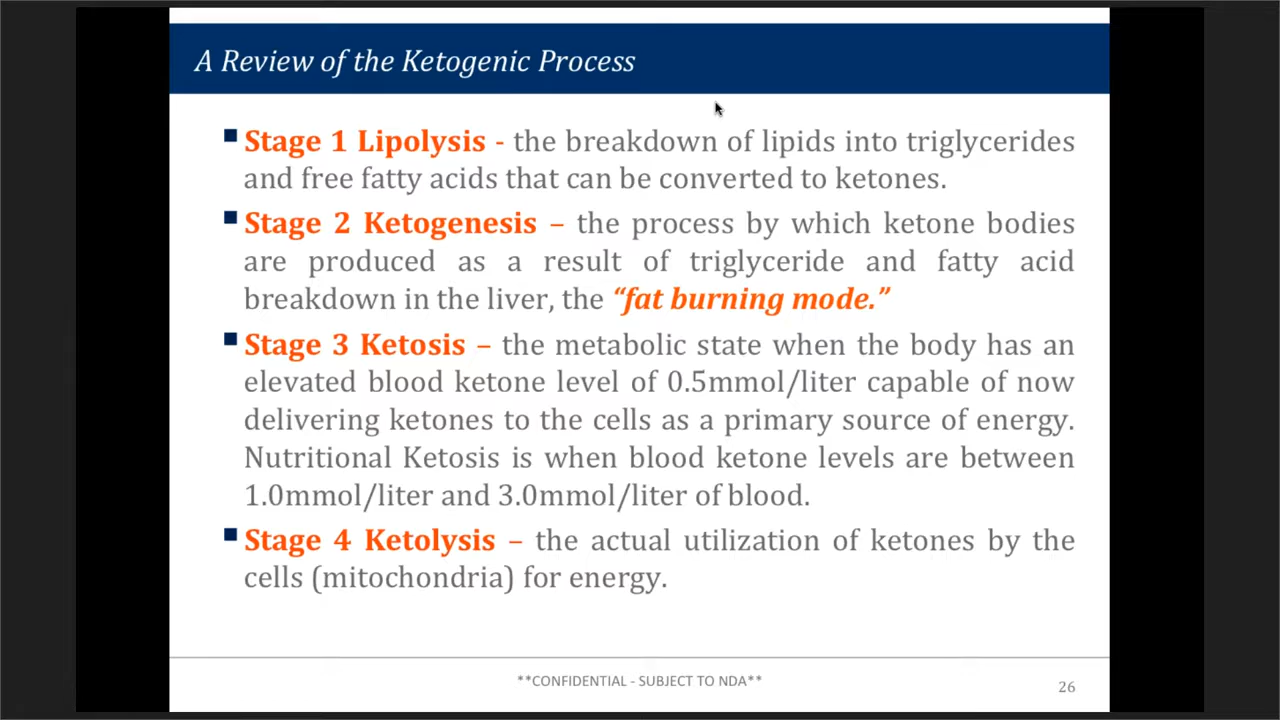 A Review of the Ketogenic Process
Stage 1 Lipolysis - the breakdown of lipids into triglycerides
and free fatty acids that can be converted to ketones.
Stage 2 Ketogenesis – the process by which ketone bodies
are produced as a result of triglyceride and fatty acid
breakdown in the liver, the “fat burning mode.”
Stage 3 Ketosis – the metabolic state when the body has an
elevated blood ketone level of 0.5mmol/liter capable of now
delivering ketones to the cells as a primary source of energy.
Nutritional Ketosis is when blood ketone levels are between
1.0mmol/liter and 3.0mmol/liter of blood.
Stage 4 Ketolysis – the actual utilization of ketones by the
cells (mitochondria) for energy.
**CONFIDENTIAL - SUBJECT TO NDA**
26